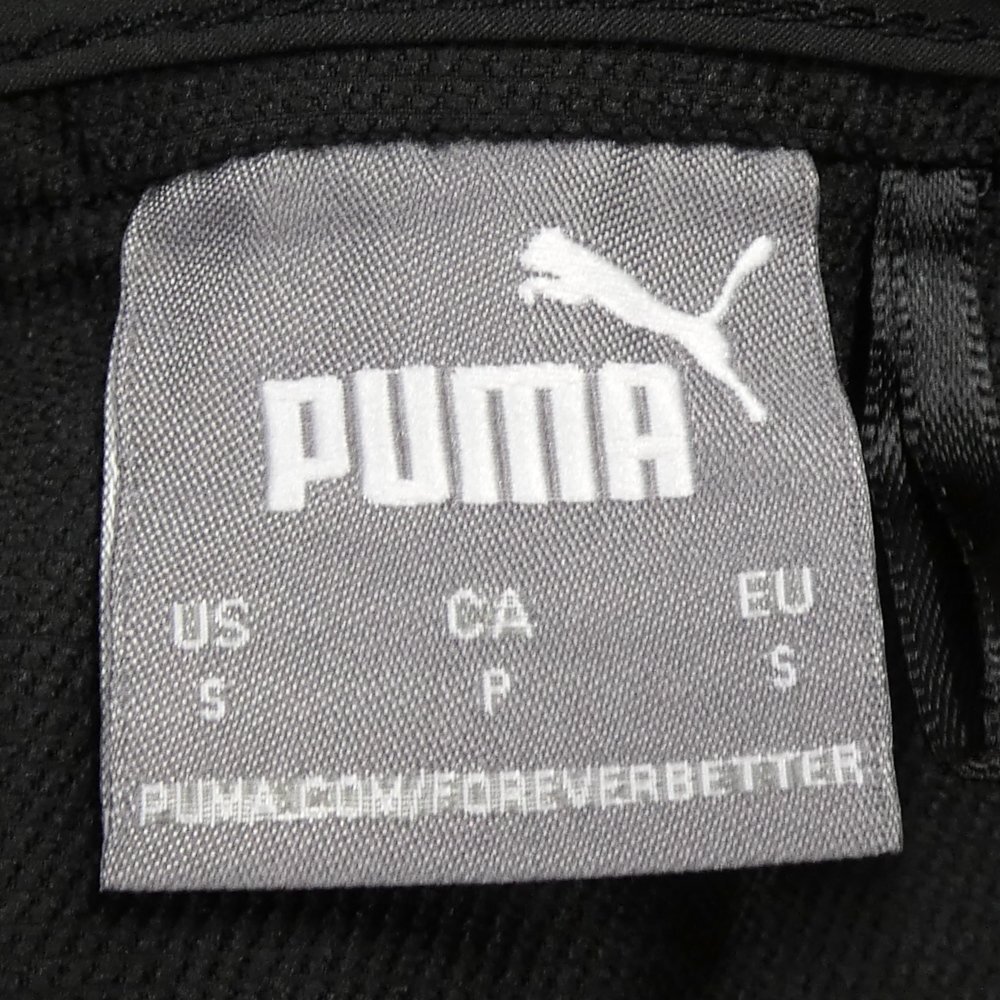 PUMA
US CA EU
S P S
PUMA.COM/FOREVERBETTER